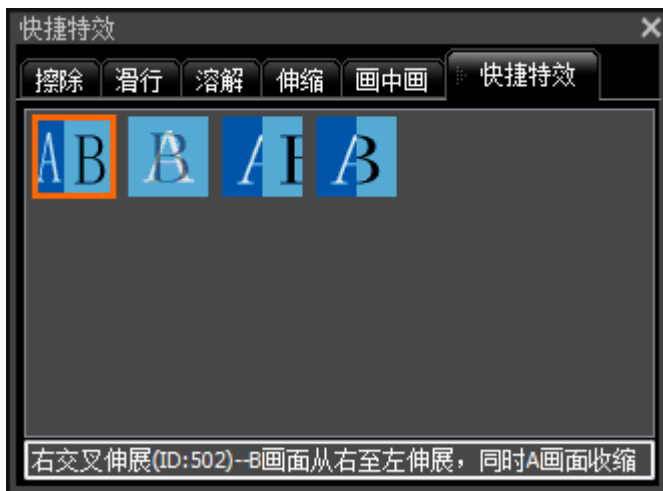 快捷特效
擦除 滑行 溶解 伸缩 画中画 快捷特效
A B B A A B A B
右交叉伸展(ID:502)--B画面从右至左伸展，同时A画面收缩